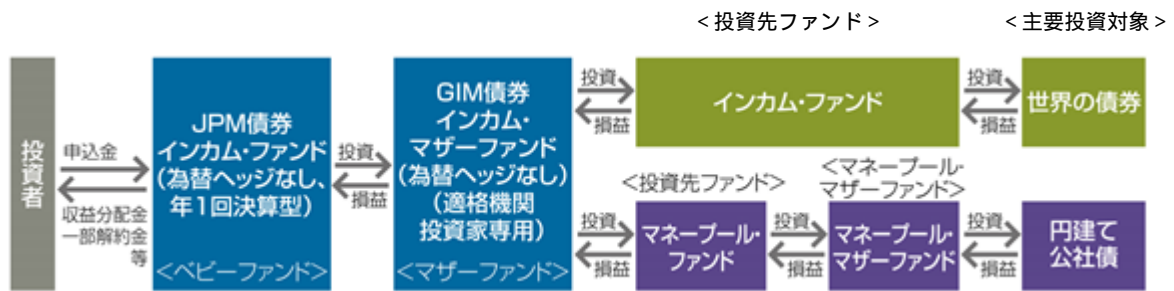 <投資先ファンド>
<主要投資対象>
投資者
申込金
収益分配金
一部解約金
等
JPM債券
インカム・ファンド
(為替ヘッジなし、
年1回決算型)
<ベビーファンド>
投資
損益
GIM債券
インカム・
マザーファンド
(為替ヘッジなし)
(適格機関
投資家専用)
<マザーファンド>
投資
損益
インカム・ファンド
投資
損益
世界の債券
<投資先ファンド>
<マネープール・
マザーファンド>
投資
損益
マネープール・
ファンド
投資
損益
マネープール・
マザーファンド
投資
損益
円建て
公社債